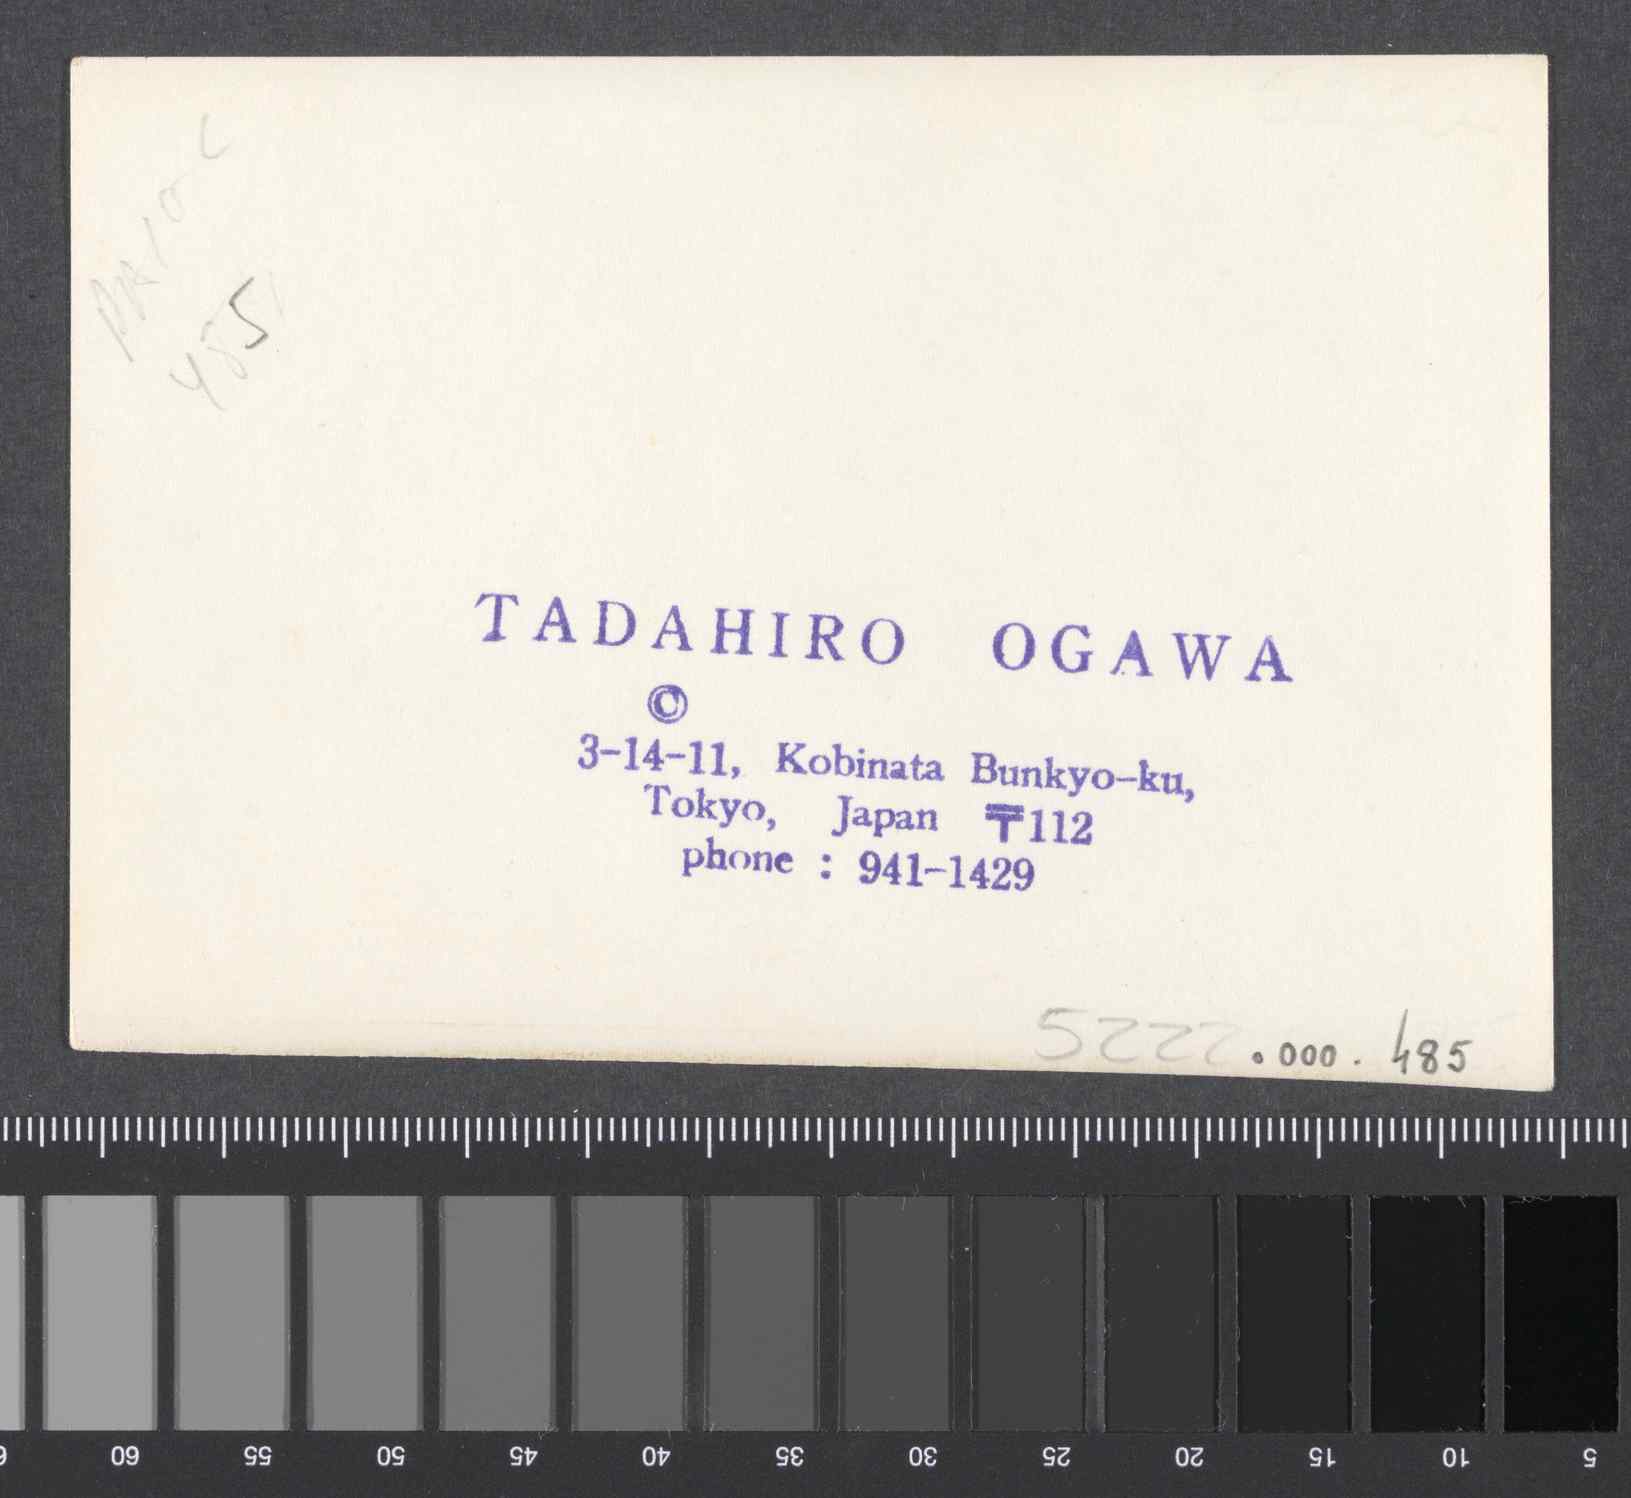 485
TADAHIRO OGAWA
©
3-14-11, Kobinata Bunkyo-ku,
Tokyo, Japan 〒112
phone : 941-1429
5222.000.485
60 55 50 45 40 35 30 25 20 15 10 5